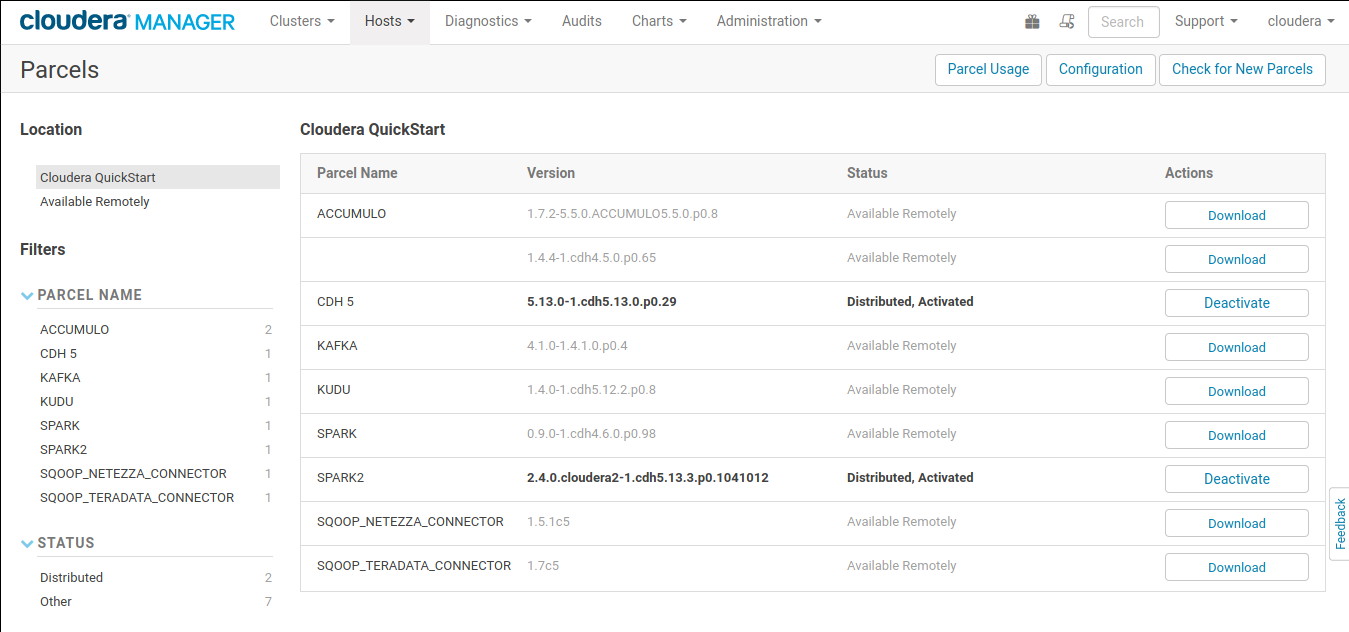 cloudera MANAGER Clusters Hosts Diagnostics Audits Charts Administration Search Support cloudera
Parcels Parcel Usage Configuration Check for New Parcels
Location
Cloudera QuickStart
Available Remotely
Filters
PARCEL NAME
ACCUMULO 2
CDH 5 1
KAFKA 1
KUDU 1
SPARK 1
SPARK2 1
SQOOP_NETEZZA_CONNECTOR 1
SQOOP_TERADATA_CONNECTOR 1
STATUS
Distributed 2
Other 7
Cloudera QuickStart
Parcel Name Version Status Actions
ACCUMULO 1.7.2-5.5.0.ACCUMULO5.5.0.p0.8 Available Remotely Download
1.4.4-1.cdh4.5.0.p0.65 Available Remotely Download
CDH 5 5.13.0-1.cdh5.13.0.p0.29 Distributed, Activated Deactivate
KAFKA 4.1.0-1.4.1.0.p0.4 Available Remotely Download
KUDU 1.4.0-1.cdh5.12.2.p0.8 Available Remotely Download
SPARK 0.9.0-1.cdh4.6.0.p0.98 Available Remotely Download
SPARK2 2.4.0.cloudera2-1.cdh5.13.3.p0.1041012 Distributed, Activated Deactivate
SQOOP_NETEZZA_CONNECTOR 1.5.1c5 Available Remotely Download
SQOOP_TERADATA_CONNECTOR 1.7c5 Available Remotely Download
Feedback